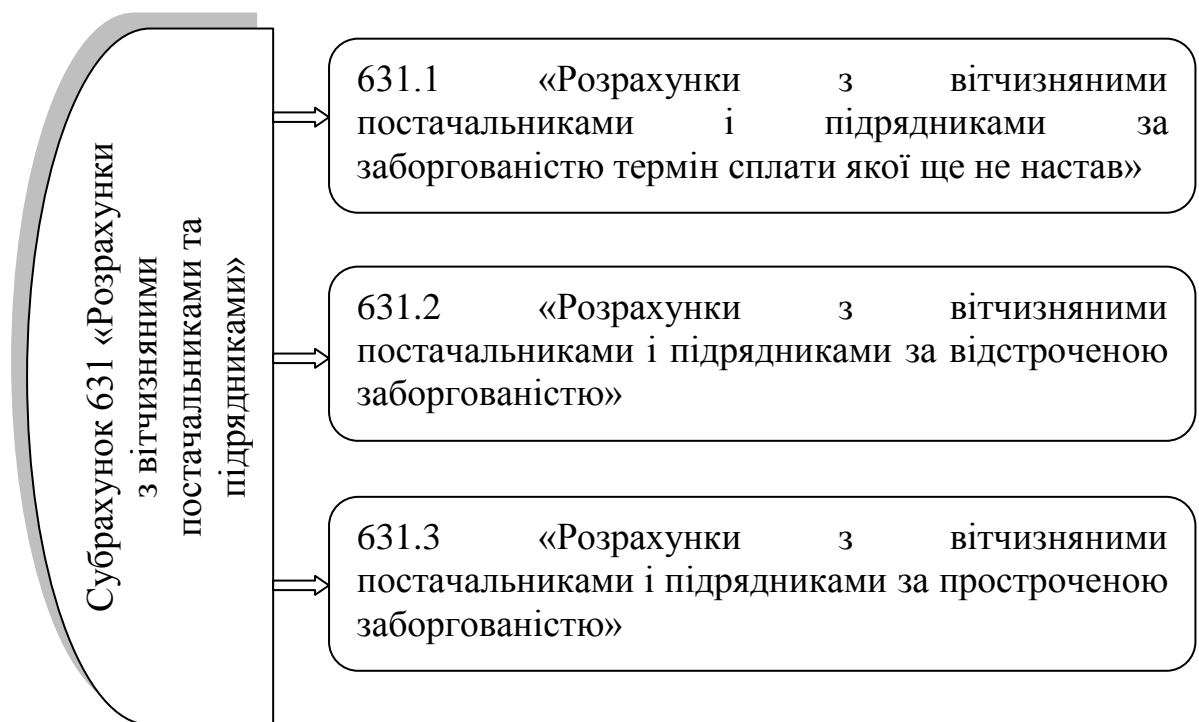 Субрахунок 631 «Розрахунки
з вітчизняними
постачальниками та
підрядниками»
631.1 «Розрахунки з вітчизняними
постачальниками і підрядниками за
заборгованістю термін сплати якої ще не настав»
631.2 «Розрахунки з вітчизняними
постачальниками і підрядниками за відстроченою
заборгованістю»
631.3 «Розрахунки з вітчизняними
постачальниками і підрядниками за простроченою
заборгованістю»